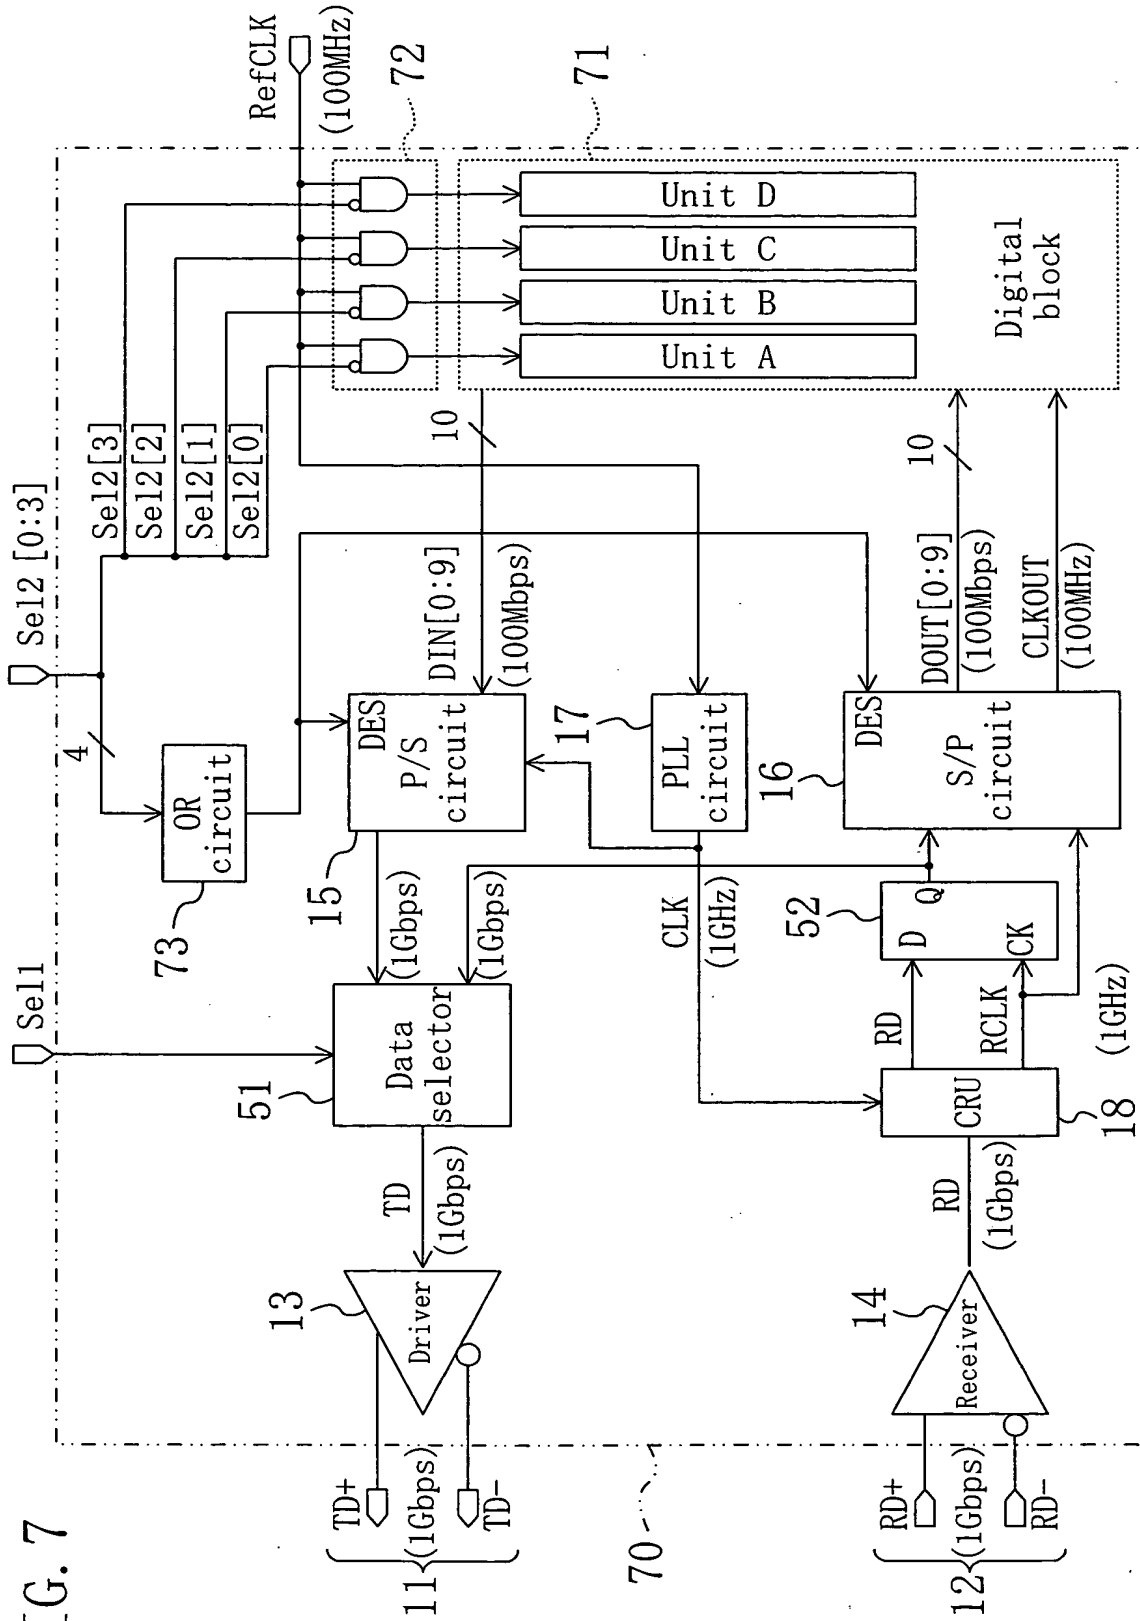 IG. 7
Sel1
Sel2 [0:3]
RefCLK
(100MHz)
Sel2[3]
Sel2[2]
Sel2[1]
Sel2[0]
4
OR
circuit
73
72
71
Unit D
Unit C
Unit B
Unit A
Digital
block
10
DIN[0:9]
(100Mbps)
DES
P/S
circuit
15
(1Gbps)
(1Gbps)
Data
selector
51
TD
(1Gbps)
Driver
13
TD+
(1Gbps)
TD-
11
70
17
PLL
circuit
CLK
(1GHz)
10
DOUT[0:9]
(100Mbps)
CLKOUT
(100MHz)
DES
S/P
circuit
16
52
D
Q
CK
RD
RCLK
(1GHz)
CRU
18
RD
(1Gbps)
Receiver
14
RD+
(1Gbps)
RD-
12